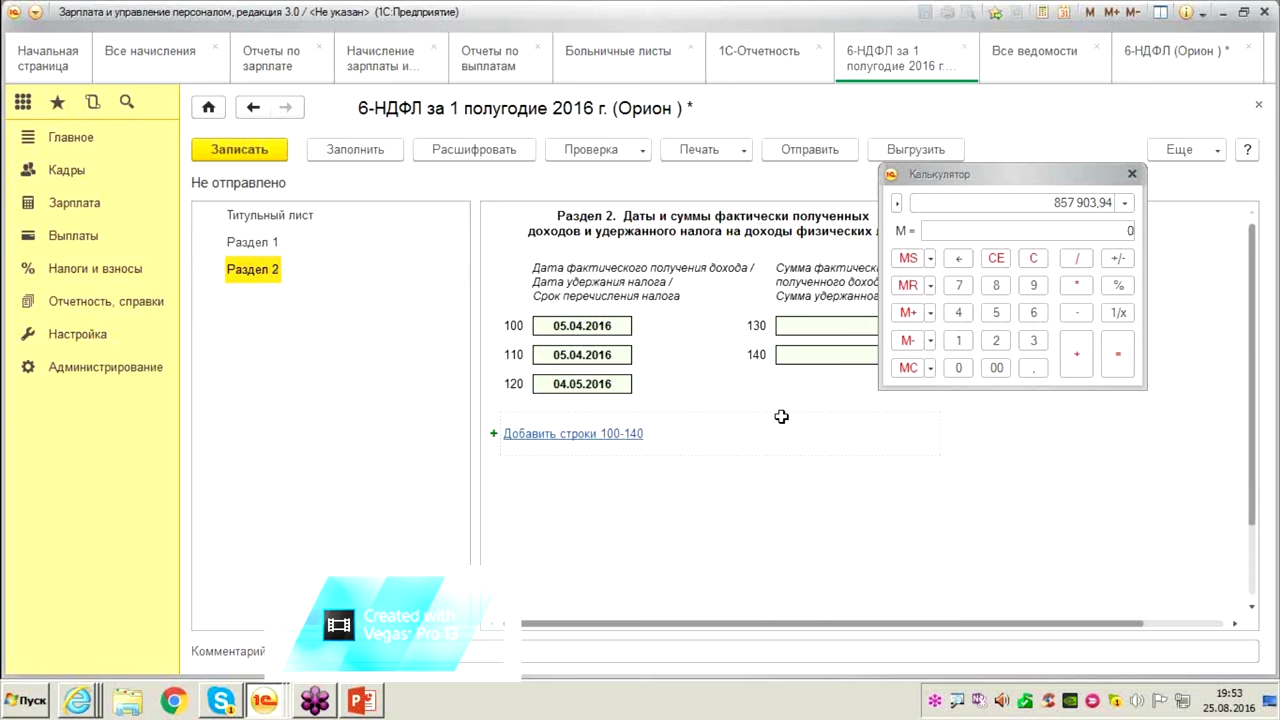 Зарплата и управление персоналом, редакция 3.0 / <Не указан> (1С:Предприятие)
M M+ M-
Начальная страница
Все начисления
Отчеты по зарплате
Начисление зарплаты и...
Отчеты по выплатам
Больничные листы
1С-Отчетность
6-НДФЛ за 1 полугодие 2016 г....
Все ведомости
6-НДФЛ (Орион ) *
6-НДФЛ за 1 полугодие 2016 г. (Орион ) *
Главное
Кадры
Зарплата
Выплаты
Налоги и взносы
Отчетность, справки
Настройка
Администрирование
Записать
Заполнить
Расшифровать
Проверка
Печать
Отправить
Выгрузить
Еще
?
Не отправлено
Титульный лист
Раздел 1
Раздел 2
Раздел 2. Даты и суммы фактически полученных
доходов и удержанного налога на доходы физических
Дата фактического получения дохода /
Дата удержания налога /
Срок перечисления налога
Сумма
Сумма
100 05.04.2016 130
110 05.04.2016 140
120 04.05.2016
+ Добавить строки 100-140
Калькулятор
857 903,94
M = 0
MS ← CE C / +/-
MR 7 8 9 * %
M+ 4 5 6 - 1/x
M- 1 2 3 + =
MC 0 00 .
Комментарий
Created with
Vegas Pro 13
Пуск
19:53
25.08.2016